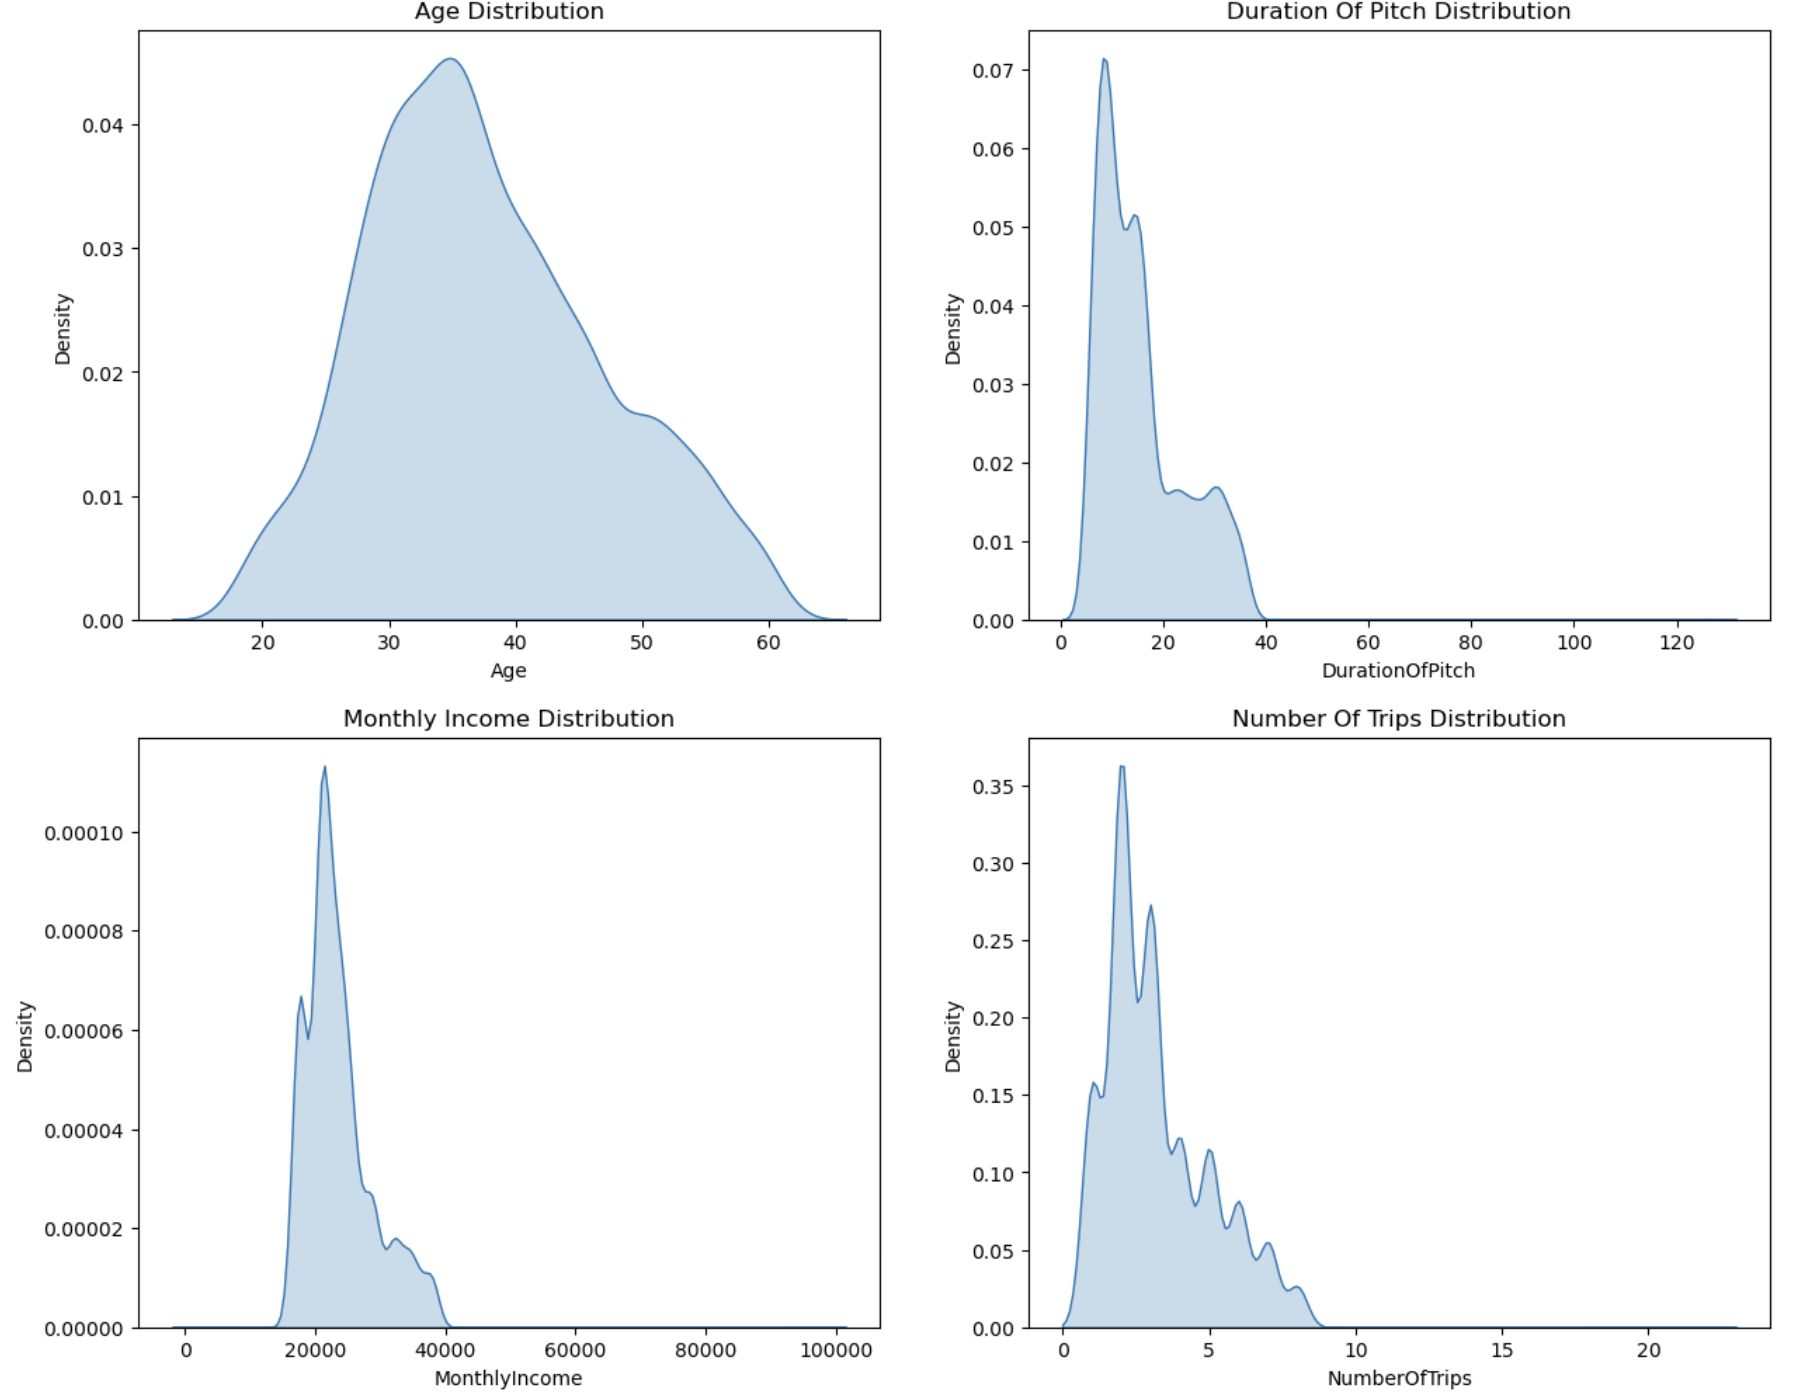 Age Distribution
0.04
0.03
0.02
0.01
0.00
Density
20 30 40 50 60
Age
Duration Of Pitch Distribution
0.07
0.06
0.05
0.04
0.03
0.02
0.01
0.00
Density
0 20 40 60 80 100 120
DurationOfPitch
Monthly Income Distribution
0.00010
0.00008
0.00006
0.00004
0.00002
0.00000
Density
0 20000 40000 60000 80000 100000
MonthlyIncome
Number Of Trips Distribution
0.35
0.30
0.25
0.20
0.15
0.10
0.05
0.00
Density
0 5 10 15 20
NumberOfTrips